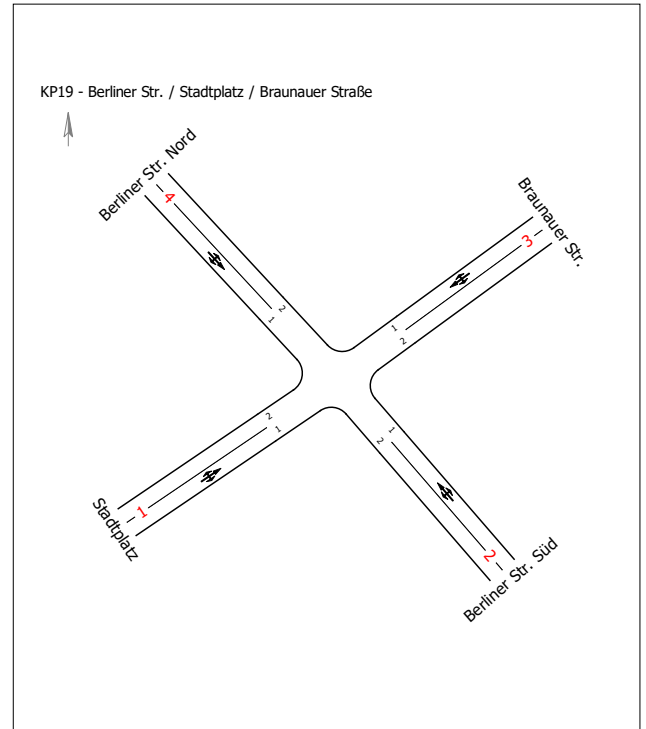 KP19 - Berliner Str. / Stadtplatz / Braunauer Straße
Berliner Str. Nord
4
1
2
Braunauer Str.
3
1
2
Stadtplatz
1
2
1
Berliner Str. Süd
2
1
2